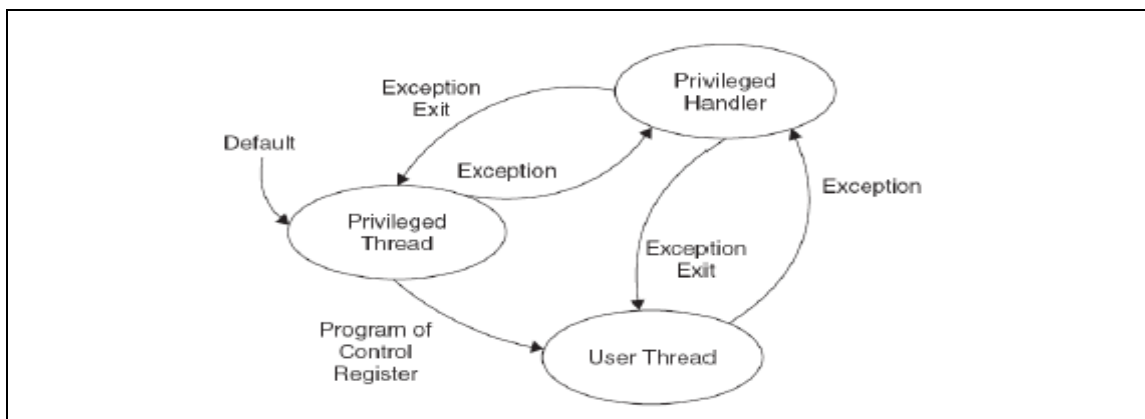 Privileged
Handler
Exception
Exit
Default
Exception
Exception
Privileged
Thread
Exception
Exit
Program of
Control
Register
User Thread